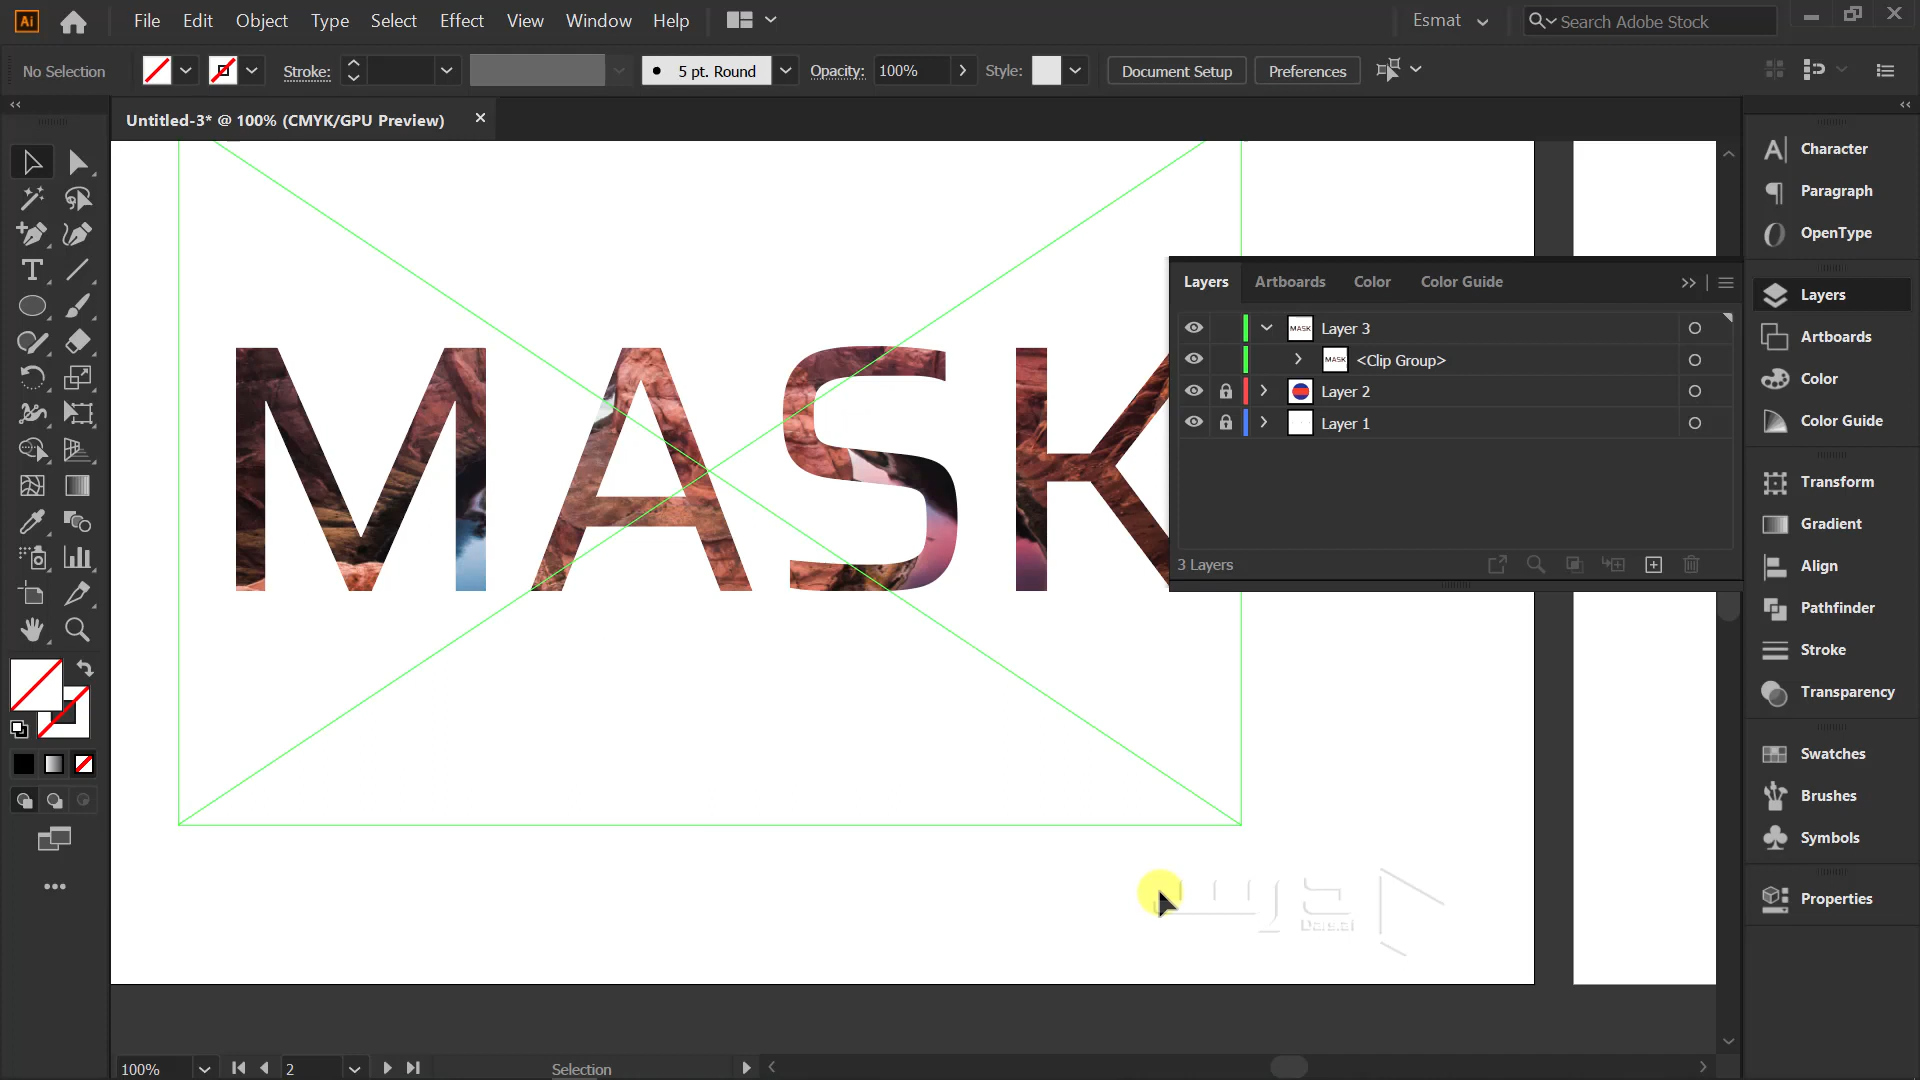 Ai File Edit Object Type Select Effect View Window Help Esmat Search Adobe Stock
No Selection Stroke: 5 pt. Round Opacity: 100% Style: Document Setup Preferences
Untitled-3* @ 100% (CMYK/GPU Preview)
MASK
Layers Artboards Color Color Guide
MASK Layer 3
MASK <Clip Group>
Layer 2
Layer 1
3 Layers
Character
Paragraph
OpenType
Layers
Artboards
Color
Color Guide
Transform
Gradient
Align
Pathfinder
Stroke
Transparency
Swatches
Brushes
Symbols
Properties
100% 2 Selection